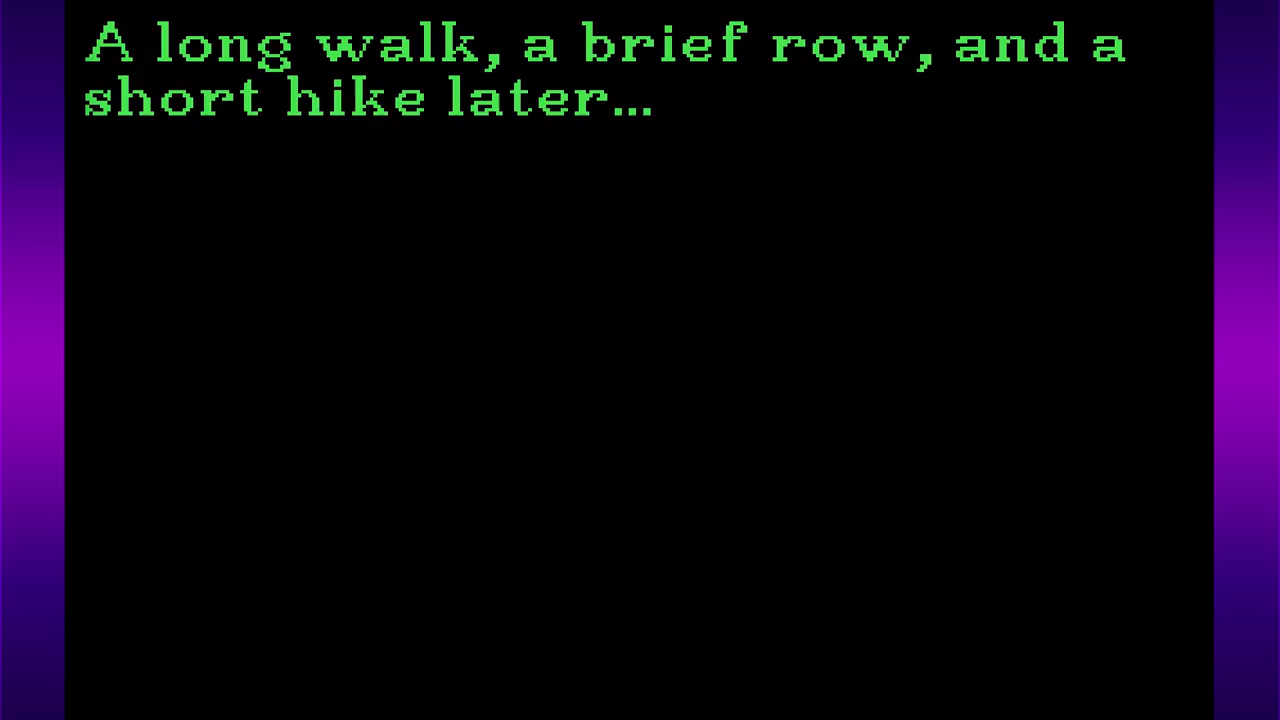 A long walk, a brief row, and a
short hike later...